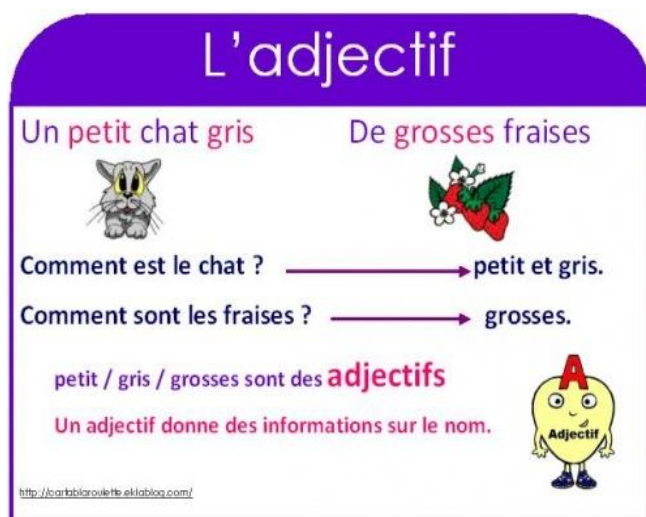 L'adjectif
Un petit chat gris
De grosses fraises
Comment est le chat ? petit et gris.
Comment sont les fraises ? grosses.
petit / gris / grosses sont des adjectifs
Un adjectif donne des informations sur le nom.
A
Adjectif
http://cartablaroulette.eklablog.com/